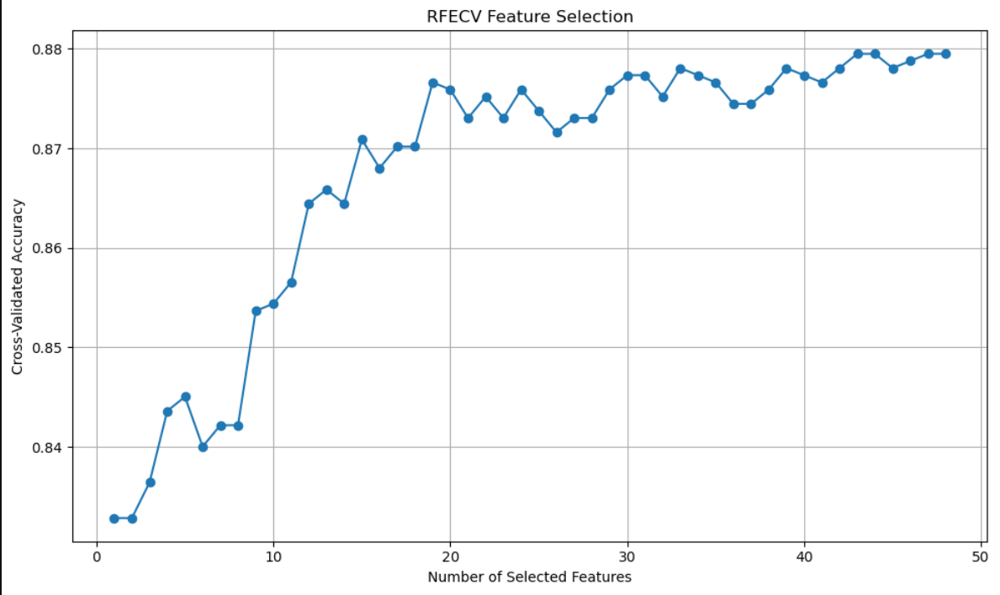 RFECV Feature Selection
0.88
0.87
0.86
0.85
0.84
Cross-Validated Accuracy
0 10 20 30 40 50
Number of Selected Features